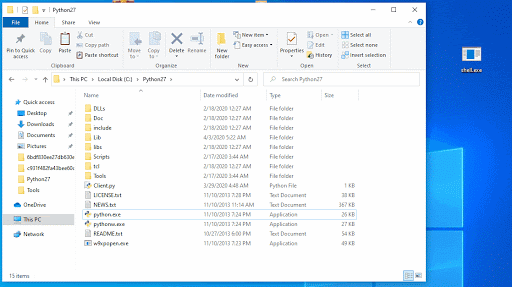 Python27
File Home Share View
Pin to Quick access Copy Paste Cut Copy path Paste shortcut Move to Copy to Delete Rename New folder New item Easy access Properties Open Edit History Select all Select none Invert selection
Clipboard Organize New Open Select
This PC > Local Disk (C:) > Python27 > Search Python27
Name Date modified Type Size
Quick access
Desktop
Downloads
Documents
Pictures
Python27
Tools
OneDrive
This PC
Network
DLLs 2/18/2020 12:27 AM File folder
Doc 2/18/2020 12:27 AM File folder
include 2/18/2020 12:27 AM File folder
Lib 4/3/2020 5:22 AM File folder
libs 2/18/2020 12:27 AM File folder
Scripts 2/17/2020 3:44 AM File folder
tcl 2/18/2020 12:27 AM File folder
Tools 2/17/2020 3:44 AM File folder
Client.py 3/29/2020 4:48 AM Python File 1 KB
LICENSE.txt 11/10/2013 7:28 PM Text Document 38 KB
NEWS.txt 11/10/2013 11:14 AM Text Document 367 KB
python.exe 11/10/2013 7:24 PM Application 26 KB
pythonw.exe 11/10/2013 7:24 PM Application 27 KB
README.txt 10/27/2013 6:00 PM Text Document 54 KB
w9xpopen.exe 11/10/2013 7:23 PM Application 49 KB
15 items
shell.exe